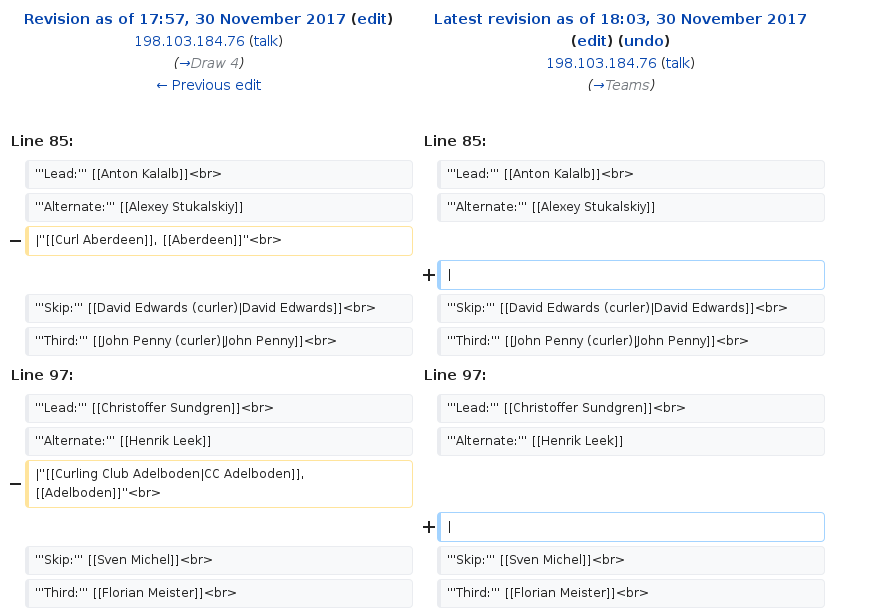 Revision as of 17:57, 30 November 2017 (edit)
198.103.184.76 (talk)
(→Draw 4)
← Previous edit
Latest revision as of 18:03, 30 November 2017
(edit) (undo)
198.103.184.76 (talk)
(→Teams)
Line 85:
Line 85:
'''Lead:''' [[Anton Kalalb]]<br>
'''Lead:''' [[Anton Kalalb]]<br>
'''Alternate:''' [[Alexey Stukalskiy]]
'''Alternate:''' [[Alexey Stukalskiy]]
− |''[[Curl Aberdeen]], [[Aberdeen]]''<br>
+ |
'''Skip:''' [[David Edwards (curler)|David Edwards]]<br>
'''Skip:''' [[David Edwards (curler)|David Edwards]]<br>
'''Third:''' [[John Penny (curler)|John Penny]]<br>
'''Third:''' [[John Penny (curler)|John Penny]]<br>
Line 97:
Line 97:
'''Lead:''' [[Christoffer Sundgren]]<br>
'''Lead:''' [[Christoffer Sundgren]]<br>
'''Alternate:''' [[Henrik Leek]]
'''Alternate:''' [[Henrik Leek]]
− |''[[Curling Club Adelboden|CC Adelboden]],
[[Adelboden]]''<br>
+ |
'''Skip:''' [[Sven Michel]]<br>
'''Skip:''' [[Sven Michel]]<br>
'''Third:''' [[Florian Meister]]<br>
'''Third:''' [[Florian Meister]]<br>